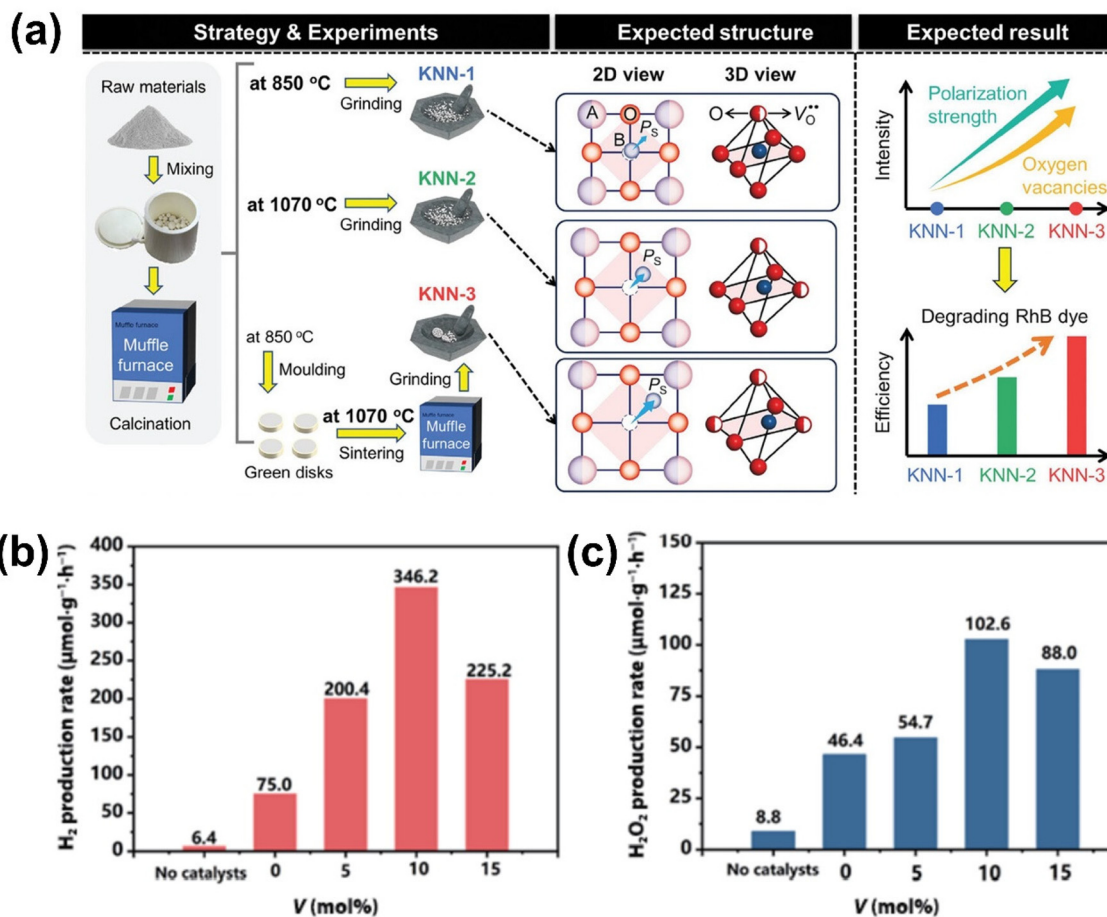 (a)
Strategy & Experiments
Expected structure
Expected result
Raw materials
Mixing
Muffle furnace
Muffle
furnace
Calcination
at 850 °C
Grinding
KNN-1
at 1070 °C
Grinding
KNN-2
at 850 °C
Moulding
Green disks
at 1070 °C
Sintering
Muffle furnace
Muffle
furnace
Grinding
KNN-3
2D view
3D view
A
O
B
Pₛ
O
V••O
Pₛ
Pₛ
Intensity
Polarization
strength
Oxygen
vacancies
KNN-1
KNN-2
KNN-3
Degrading RhB dye
Efficiency
KNN-1
KNN-2
KNN-3
(b)
H₂ production rate (μmol·g⁻¹·h⁻¹)
400
350
300
250
200
150
100
50
0
6.4
75.0
200.4
346.2
225.2
No catalysts
0
5
10
15
V (mol%)
(c)
H₂O₂ production rate (μmol·g⁻¹·h⁻¹)
150
125
100
75
50
25
0
8.8
46.4
54.7
102.6
88.0
No catalysts
0
5
10
15
V (mol%)